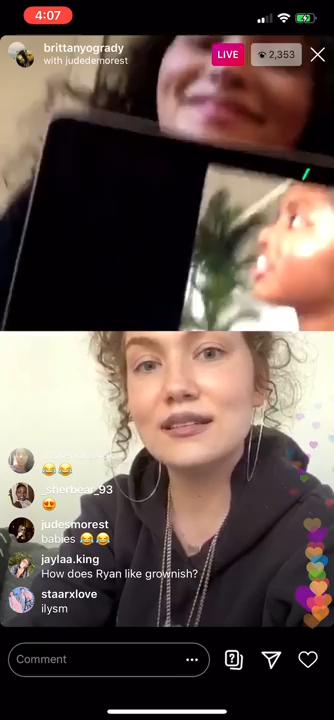 4:07
brittanyogrady
with judedemorest
LIVE
2,353
😂😂
_sherbear_93
😍
judesmorest
babies 😂😂
jaylaa.king
How does Ryan like grownish?
staarxlove
ilysm
Comment